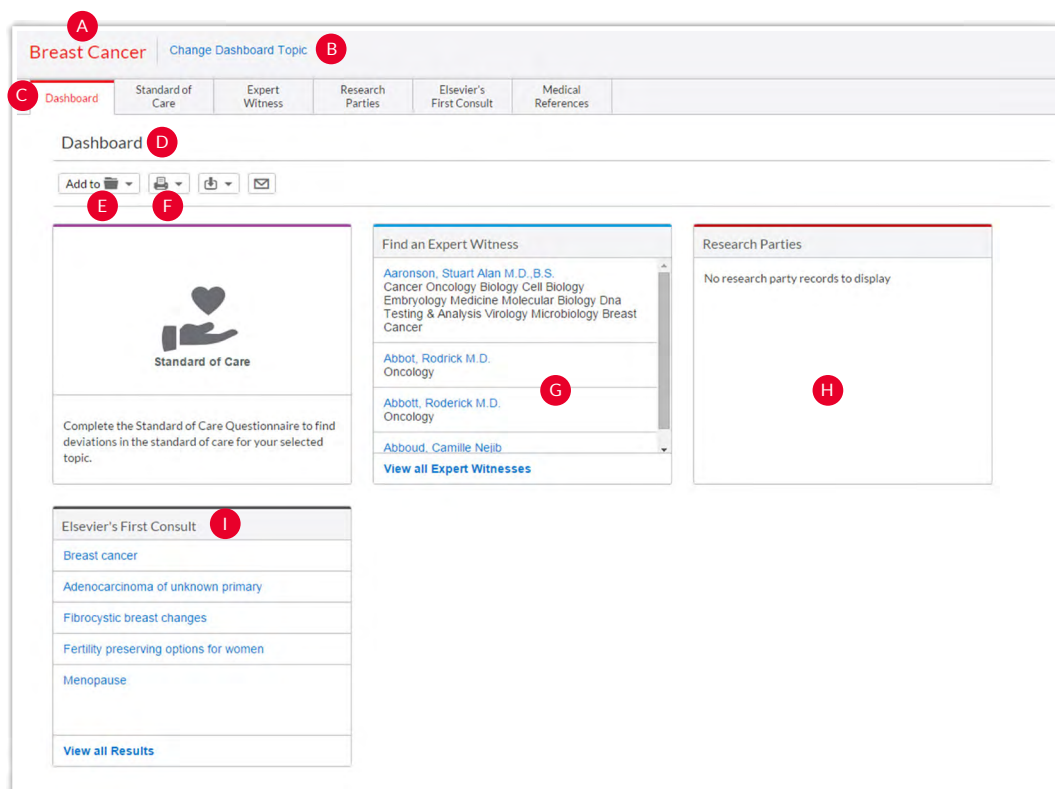 A
Breast Cancer
Change Dashboard Topic
B
C
Dashboard
Standard of
Care
Expert
Witness
Research
Parties
Elsevier's
First Consult
Medical
References
Dashboard
D
Add to
E
F
Standard of Care
Complete the Standard of Care Questionnaire to find
deviations in the standard of care for your selected
topic.
Find an Expert Witness
Aaronson, Stuart Alan M.D.,B.S.
Cancer Oncology Biology Cell Biology
Embryology Medicine Molecular Biology Dna
Testing & Analysis Virology Microbiology Breast
Cancer
Abbot, Rodrick M.D.
Oncology
G
Abbott, Roderick M.D.
Oncology
Abboud, Camille Nejib
View all Expert Witnesses
Research Parties
No research party records to display
H
Elsevier's First Consult
I
Breast cancer
Adenocarcinoma of unknown primary
Fibrocystic breast changes
Fertility preserving options for women
Menopause
View all Results